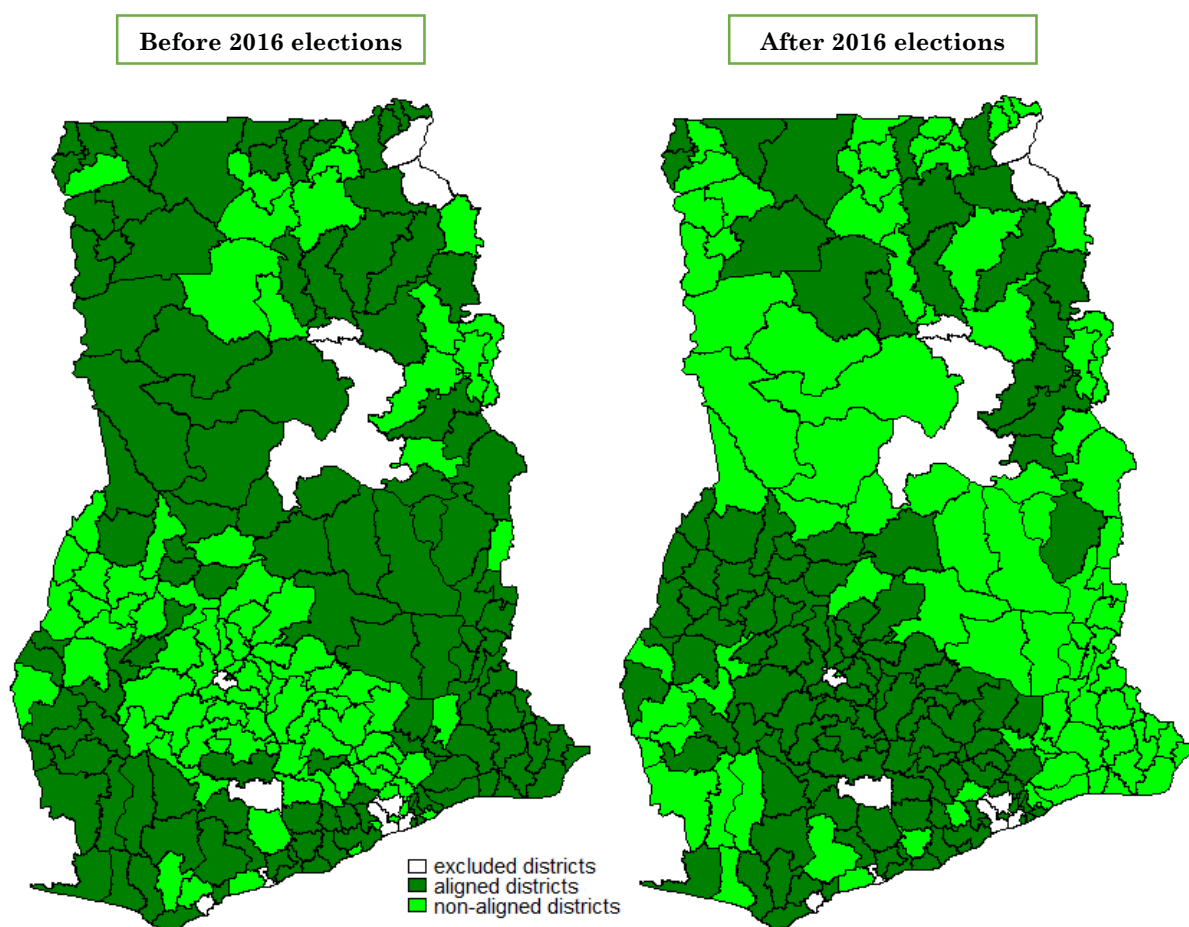 Before 2016 elections
After 2016 elections
excluded districts
aligned districts
non-aligned districts